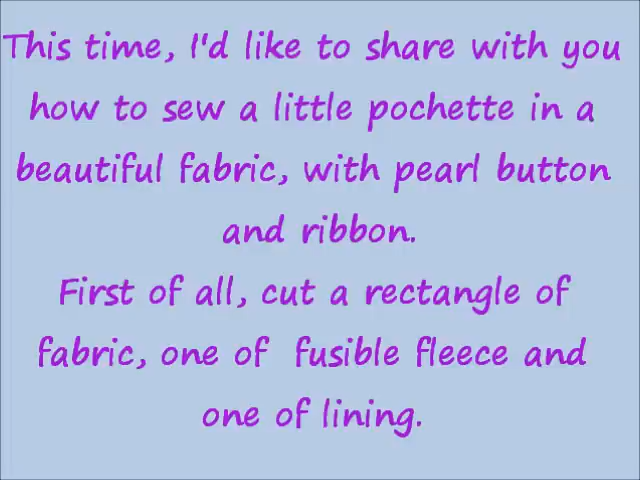 This time, I'd like to share with you
how to sew a little pochette in a
beautiful fabric, with pearl button
and ribbon.
First of all, cut a rectangle of
fabric, one of  fusible fleece and
one of lining.